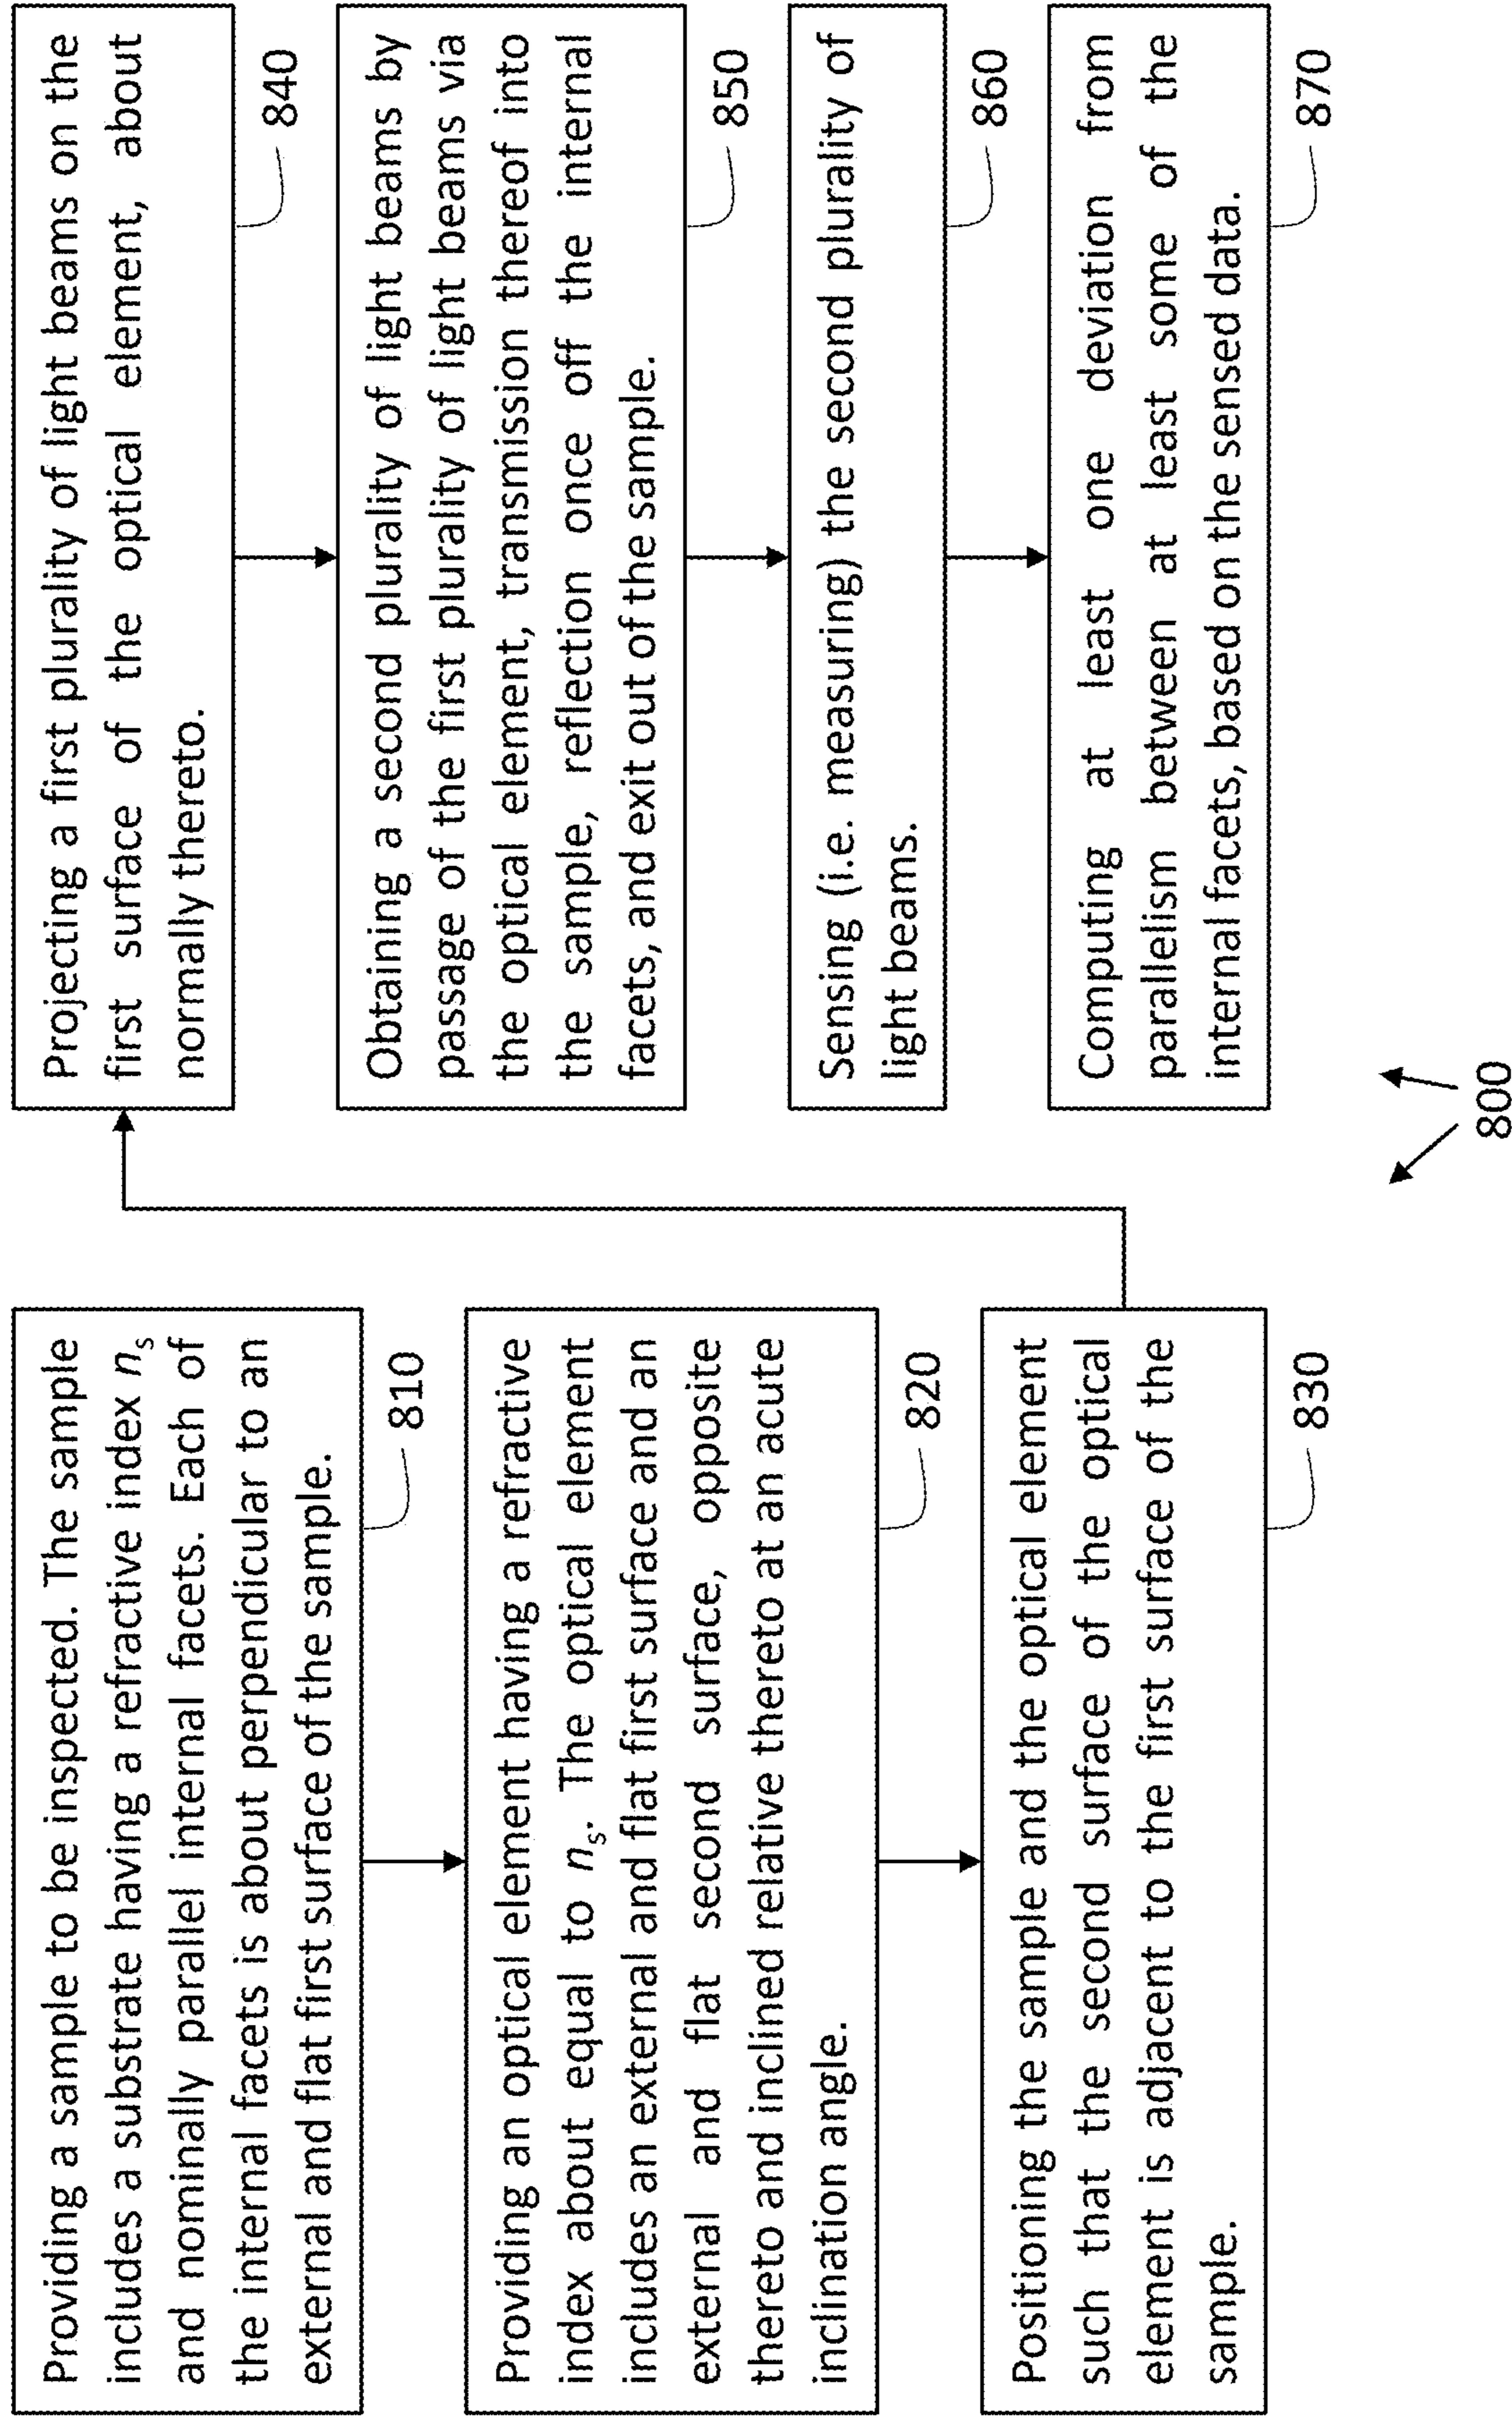 Providing a sample to be inspected. The sample
includes a substrate having a refractive index ns
and nominally parallel internal facets. Each of
the internal facets is about perpendicular to an
external and flat first surface of the sample.
810
Providing an optical element having a refractive
index about equal to ns. The optical element
includes an external and flat first surface and an
external and flat second surface, opposite
thereto and inclined relative thereto at an acute
inclination angle.
820
Positioning the sample and the optical element
such that the second surface of the optical
element is adjacent to the first surface of the
sample.
830
Projecting a first plurality of light beams on the
first surface of the optical element, about
normally thereto.
840
Obtaining a second plurality of light beams by
passage of the first plurality of light beams via
the optical element, transmission thereof into
the sample, reflection once off the internal
facets, and exit out of the sample.
850
Sensing (i.e. measuring) the second plurality of
light beams.
860
Computing at least one deviation from
parallelism between at least some of the
internal facets, based on the sensed data.
870
800